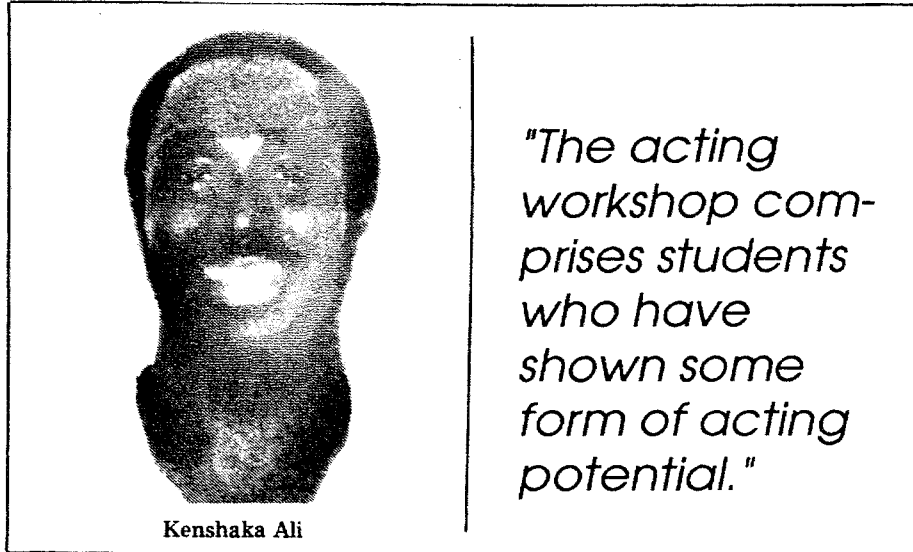 Kenshaka Ali
"The acting
workshop com-
prises students
who have
shown some
form of acting
potential."